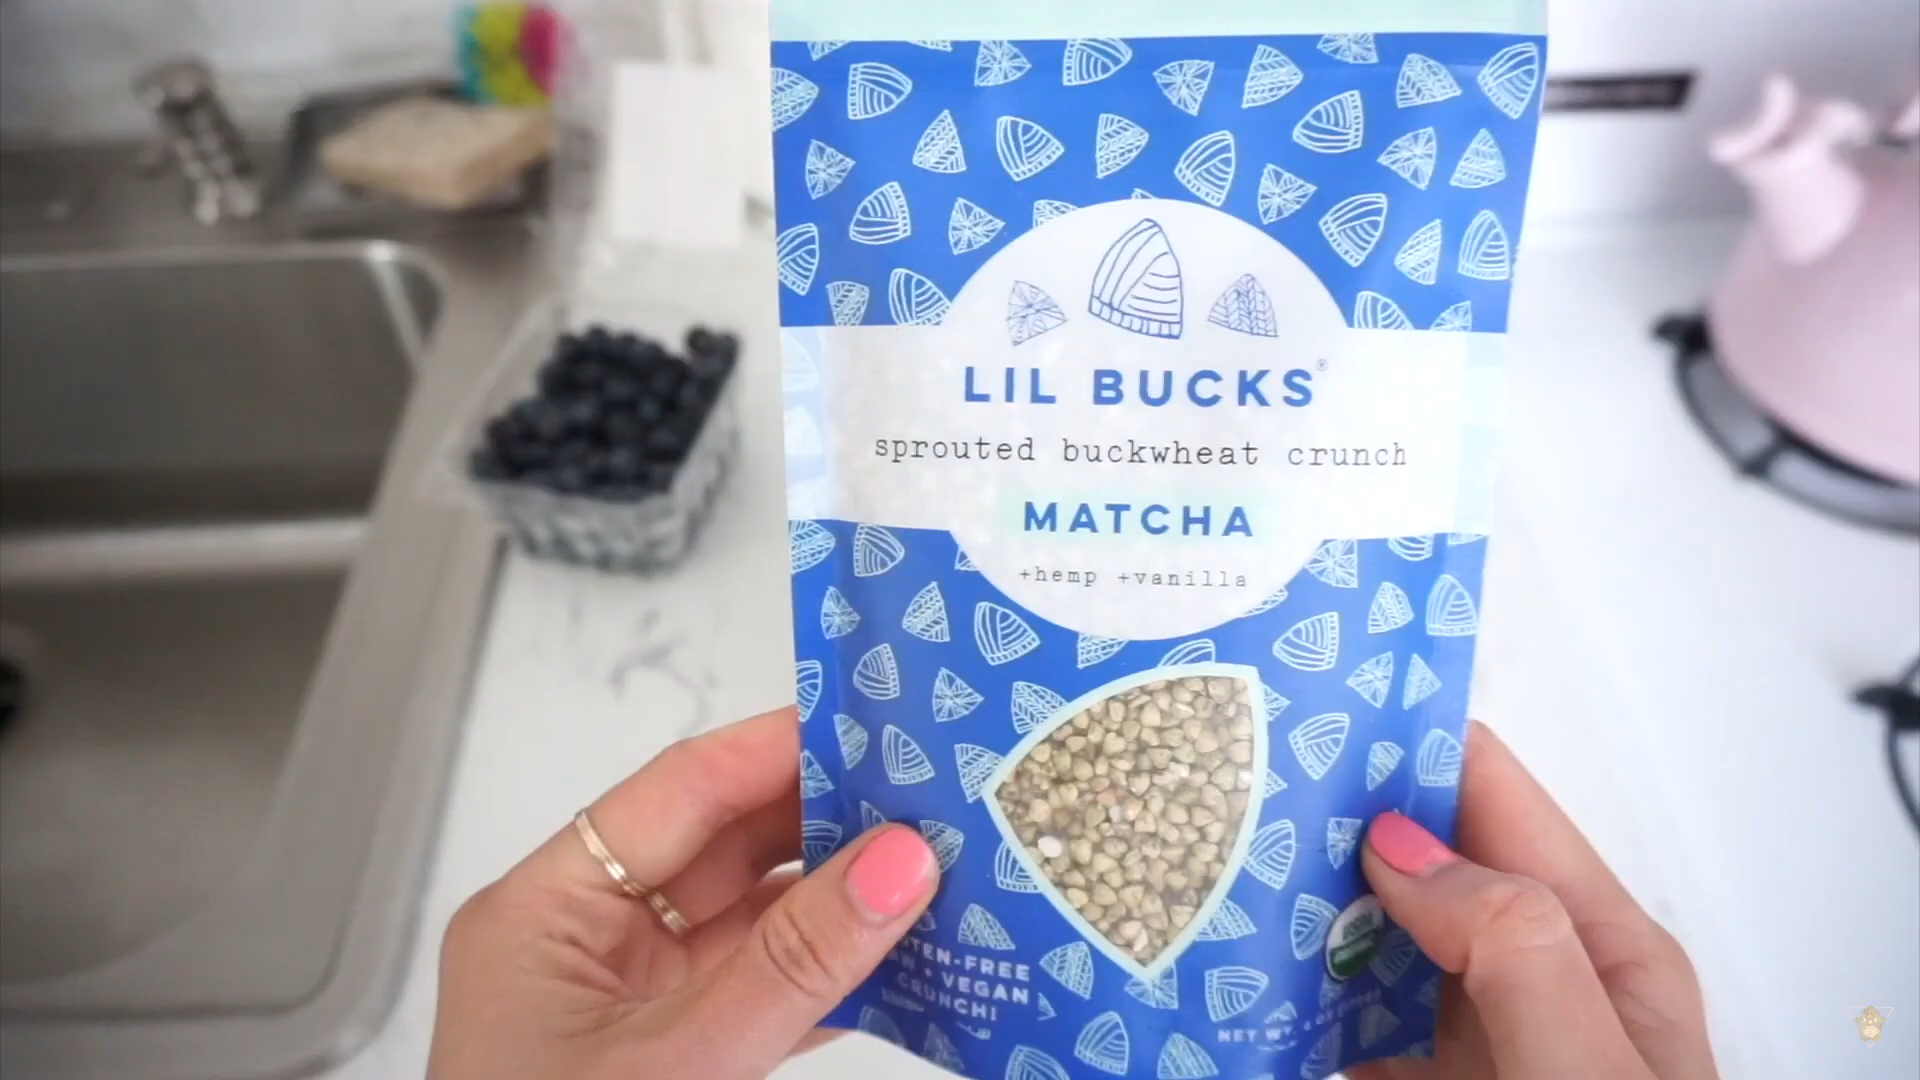 LIL BUCKS®
sprouted buckwheat crunch
MATCHA
+hemp +vanilla
VEGAN
CRUNCH!
NET WT.